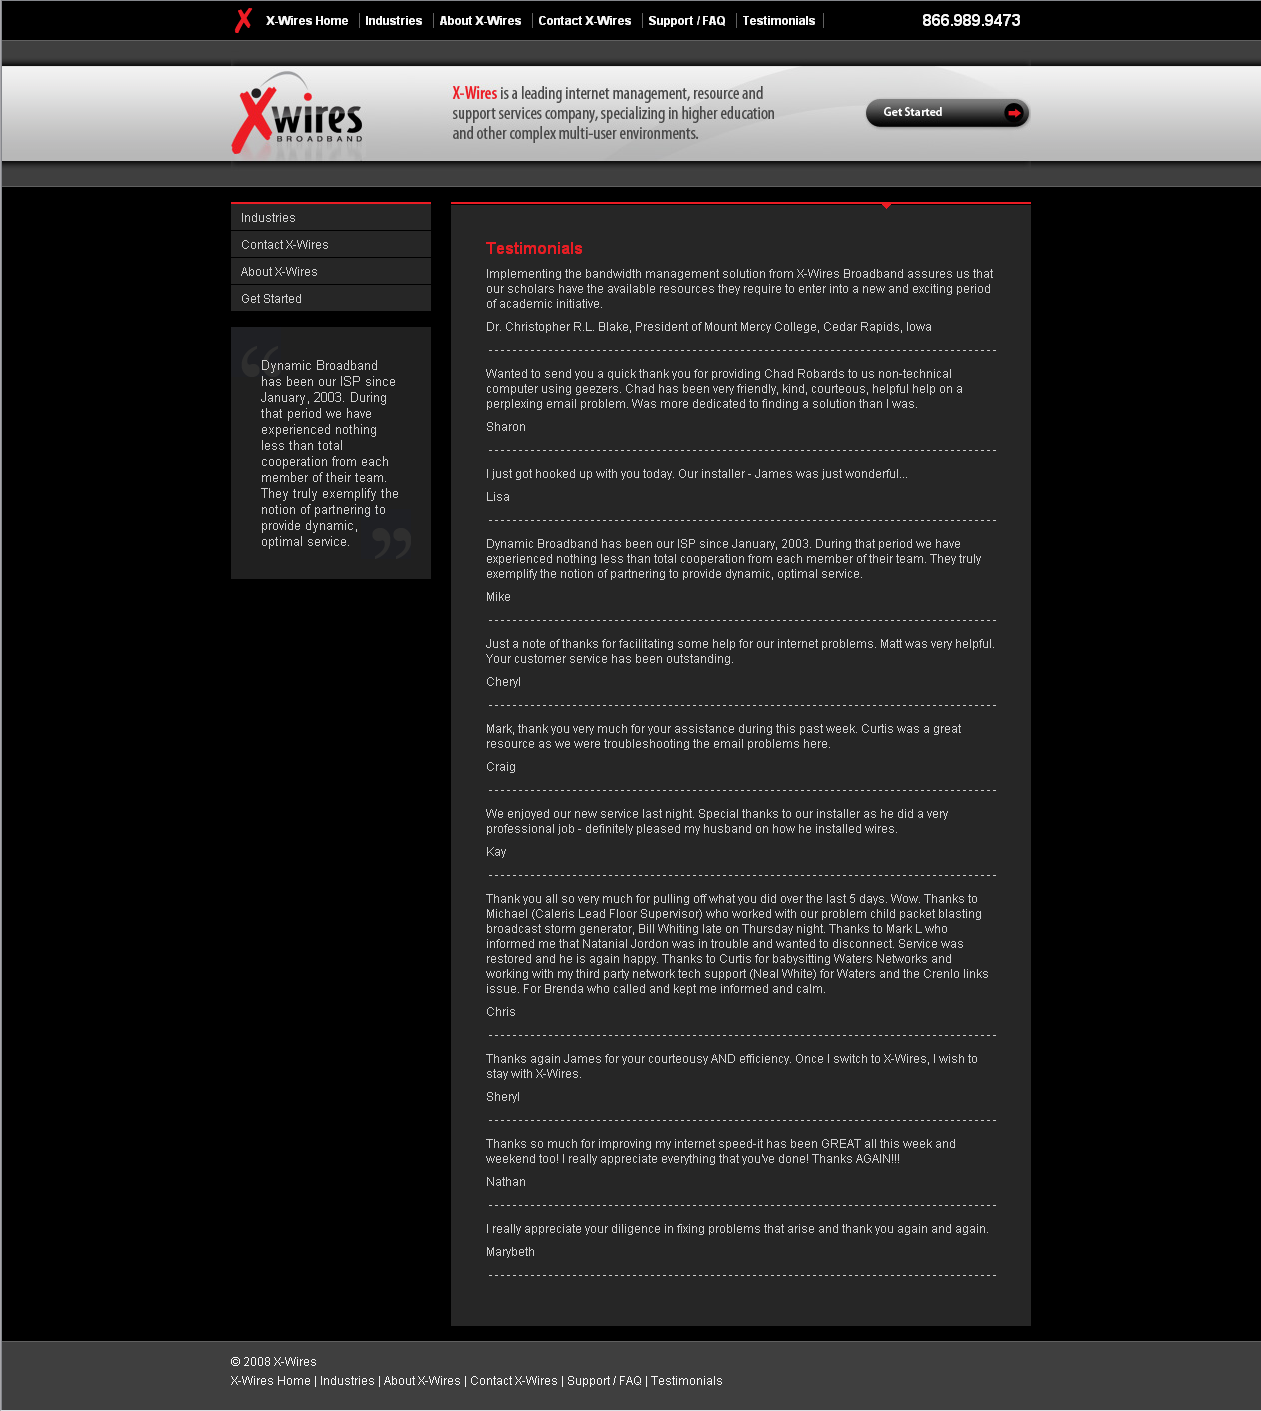 X-Wires Home | Industries | About X-Wires | Contact X-Wires | Support / FAQ | Testimonials | 866.989.9473
Xwires
BROADBAND
X-Wires is a leading internet management, resource and
support services company, specializing in higher education
and other complex multi-user environments.
Get Started
Industries
Contact X-Wires
About X-Wires
Get Started
“
Dynamic Broadband
has been our ISP since
January, 2003. During
that period we have
experienced nothing
less than total
cooperation from each
member of their team.
They truly exemplify the
notion of partnering to
provide dynamic,
optimal service.
”
Testimonials
Implementing the bandwidth management solution from X-Wires Broadband assures us that
our scholars have the available resources they require to enter into a new and exciting period
of academic initiative.
Dr. Christopher R.L. Blake, President of Mount Mercy College, Cedar Rapids, Iowa
Wanted to send you a quick thank you for providing Chad Robards to us non-technical
computer using geezers. Chad has been very friendly, kind, courteous, helpful help on a
perplexing email problem. Was more dedicated to finding a solution than I was.
Sharon
I just got hooked up with you today. Our installer - James was just wonderful...
Lisa
Dynamic Broadband has been our ISP since January, 2003. During that period we have
experienced nothing less than total cooperation from each member of their team. They truly
exemplify the notion of partnering to provide dynamic, optimal service.
Mike
Just a note of thanks for facilitating some help for our internet problems. Matt was very helpful.
Your customer service has been outstanding.
Cheryl
Mark, thank you very much for your assistance during this past week. Curtis was a great
resource as we were troubleshooting the email problems here.
Craig
We enjoyed our new service last night. Special thanks to our installer as he did a very
professional job - definitely pleased my husband on how he installed wires.
Kay
Thank you all so very much for pulling off what you did over the last 5 days. Wow. Thanks to
Michael (Caleris Lead Floor Supervisor) who worked with our problem child packet blasting
broadcast storm generator, Bill Whiting late on Thursday night. Thanks to Mark L who
informed me that Natanial Jordon was in trouble and wanted to disconnect. Service was
restored and he is again happy. Thanks to Curtis for babysitting Waters Networks and
working with my third party network tech support (Neal White) for Waters and the Crenlo links
issue. For Brenda who called and kept me informed and calm.
Chris
Thanks again James for your courteousy AND efficiency. Once I switch to X-Wires, I wish to
stay with X-Wires.
Sheryl
Thanks so much for improving my internet speed-it has been GREAT all this week and
weekend too! I really appreciate everything that you've done! Thanks AGAIN!!!
Nathan
I really appreciate your diligence in fixing problems that arise and thank you again and again.
Marybeth
© 2008 X-Wires
X-Wires Home | Industries | About X-Wires | Contact X-Wires | Support / FAQ | Testimonials